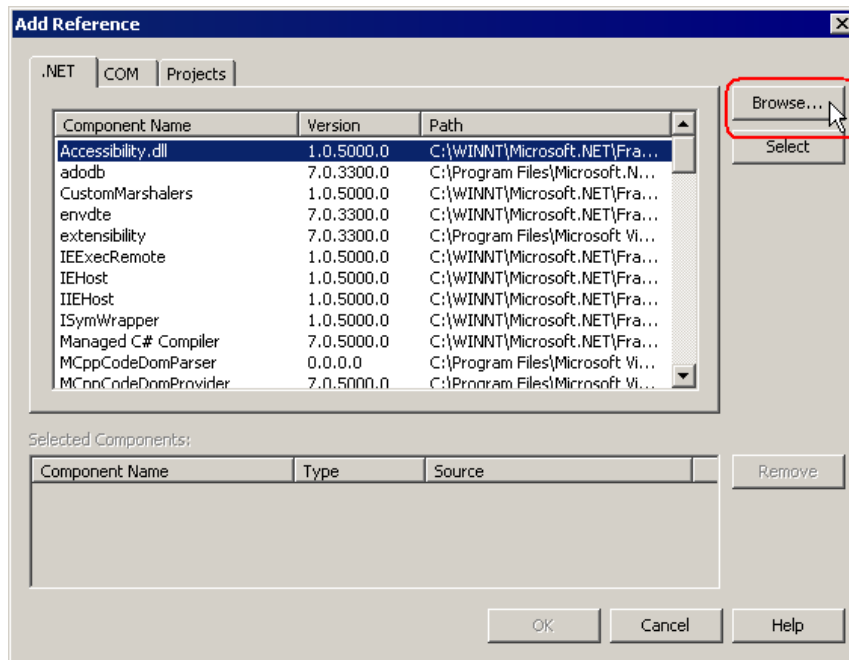 Add Reference
.NET COM Projects
Browse...
Component Name Version Path
Select
Accessibility.dll 1.0.5000.0 C:\WINNT\Microsoft.NET\Fra...
adodb 7.0.3300.0 C:\Program Files\Microsoft.N...
CustomMarshalers 1.0.5000.0 C:\WINNT\Microsoft.NET\Fra...
envdte 7.0.3300.0 C:\WINNT\Microsoft.NET\Fra...
extensibility 7.0.3300.0 C:\Program Files\Microsoft Vi...
IEExecRemote 1.0.5000.0 C:\WINNT\Microsoft.NET\Fra...
IEHost 1.0.5000.0 C:\WINNT\Microsoft.NET\Fra...
IIEHost 1.0.5000.0 C:\WINNT\Microsoft.NET\Fra...
ISymWrapper 1.0.5000.0 C:\WINNT\Microsoft.NET\Fra...
Managed C# Compiler 7.0.5000.0 C:\WINNT\Microsoft.NET\Fra...
MCppCodeDomParser 0.0.0.0 C:\Program Files\Microsoft Vi...
MCppCodeDomProvider 7.0.5000.0 C:\Program Files\Microsoft Vi...
Selected Components:
Component Name Type Source
Remove
OK Cancel Help